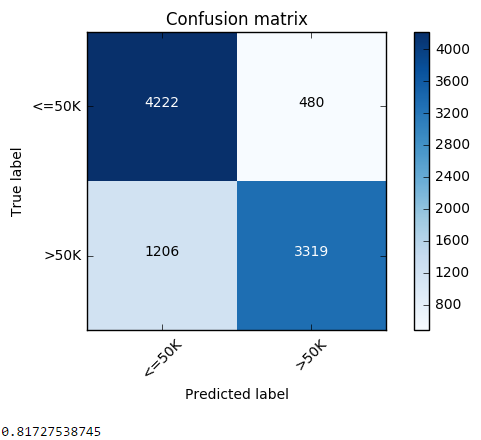 Confusion matrix
True label
<=50K
4222
480
>50K
1206
3319
<=50K
>50K
Predicted label
4000
3600
3200
2800
2400
2000
1600
1200
800
0.81727538745